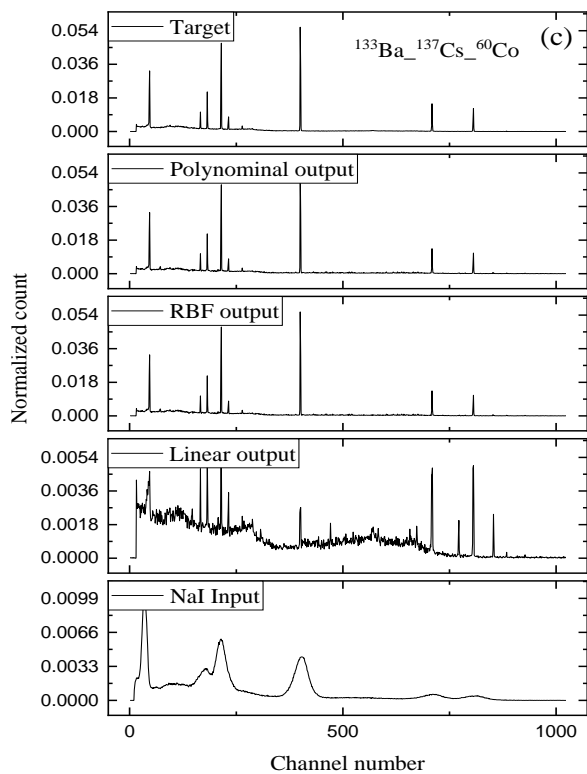 Target
(c)
¹³³Ba_¹³⁷Cs_⁶⁰Co
0.054
0.036
0.018
0.000
Polynominal output
0.054
0.036
0.018
0.000
RBF output
0.054
0.036
0.018
0.000
Linear output
0.0054
0.0036
0.0018
0.0000
NaI Input
0.0099
0.0066
0.0033
0.0000
0
500
1000
Channel number
Normalized count